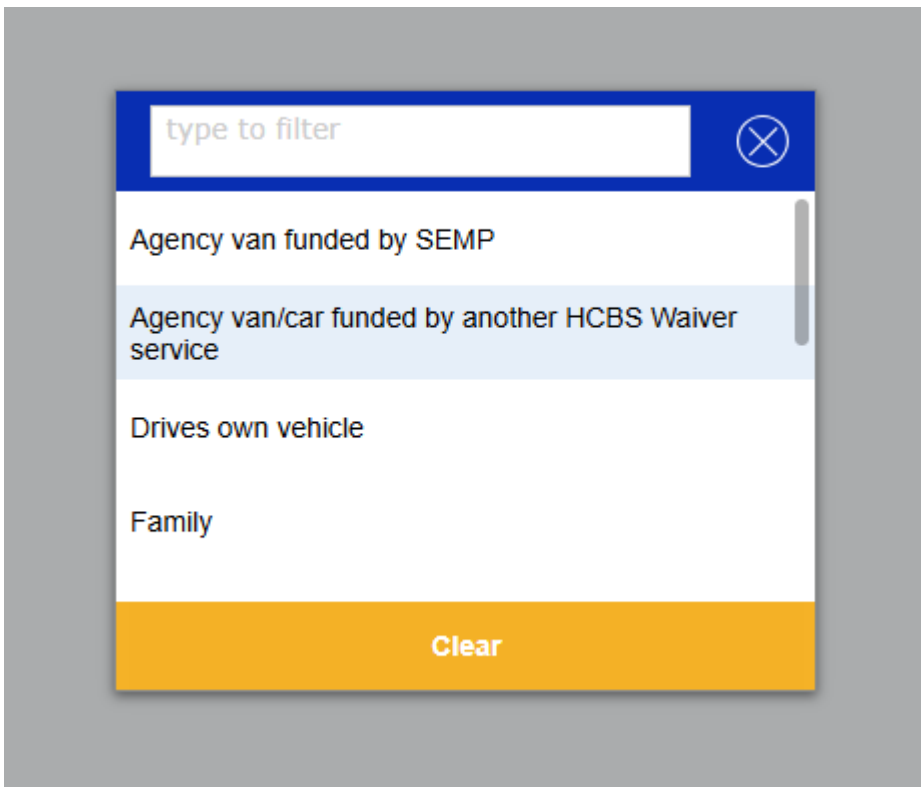 type to filter
Agency van funded by SEMP
Agency van/car funded by another HCBS Waiver
service
Drives own vehicle
Family
Clear